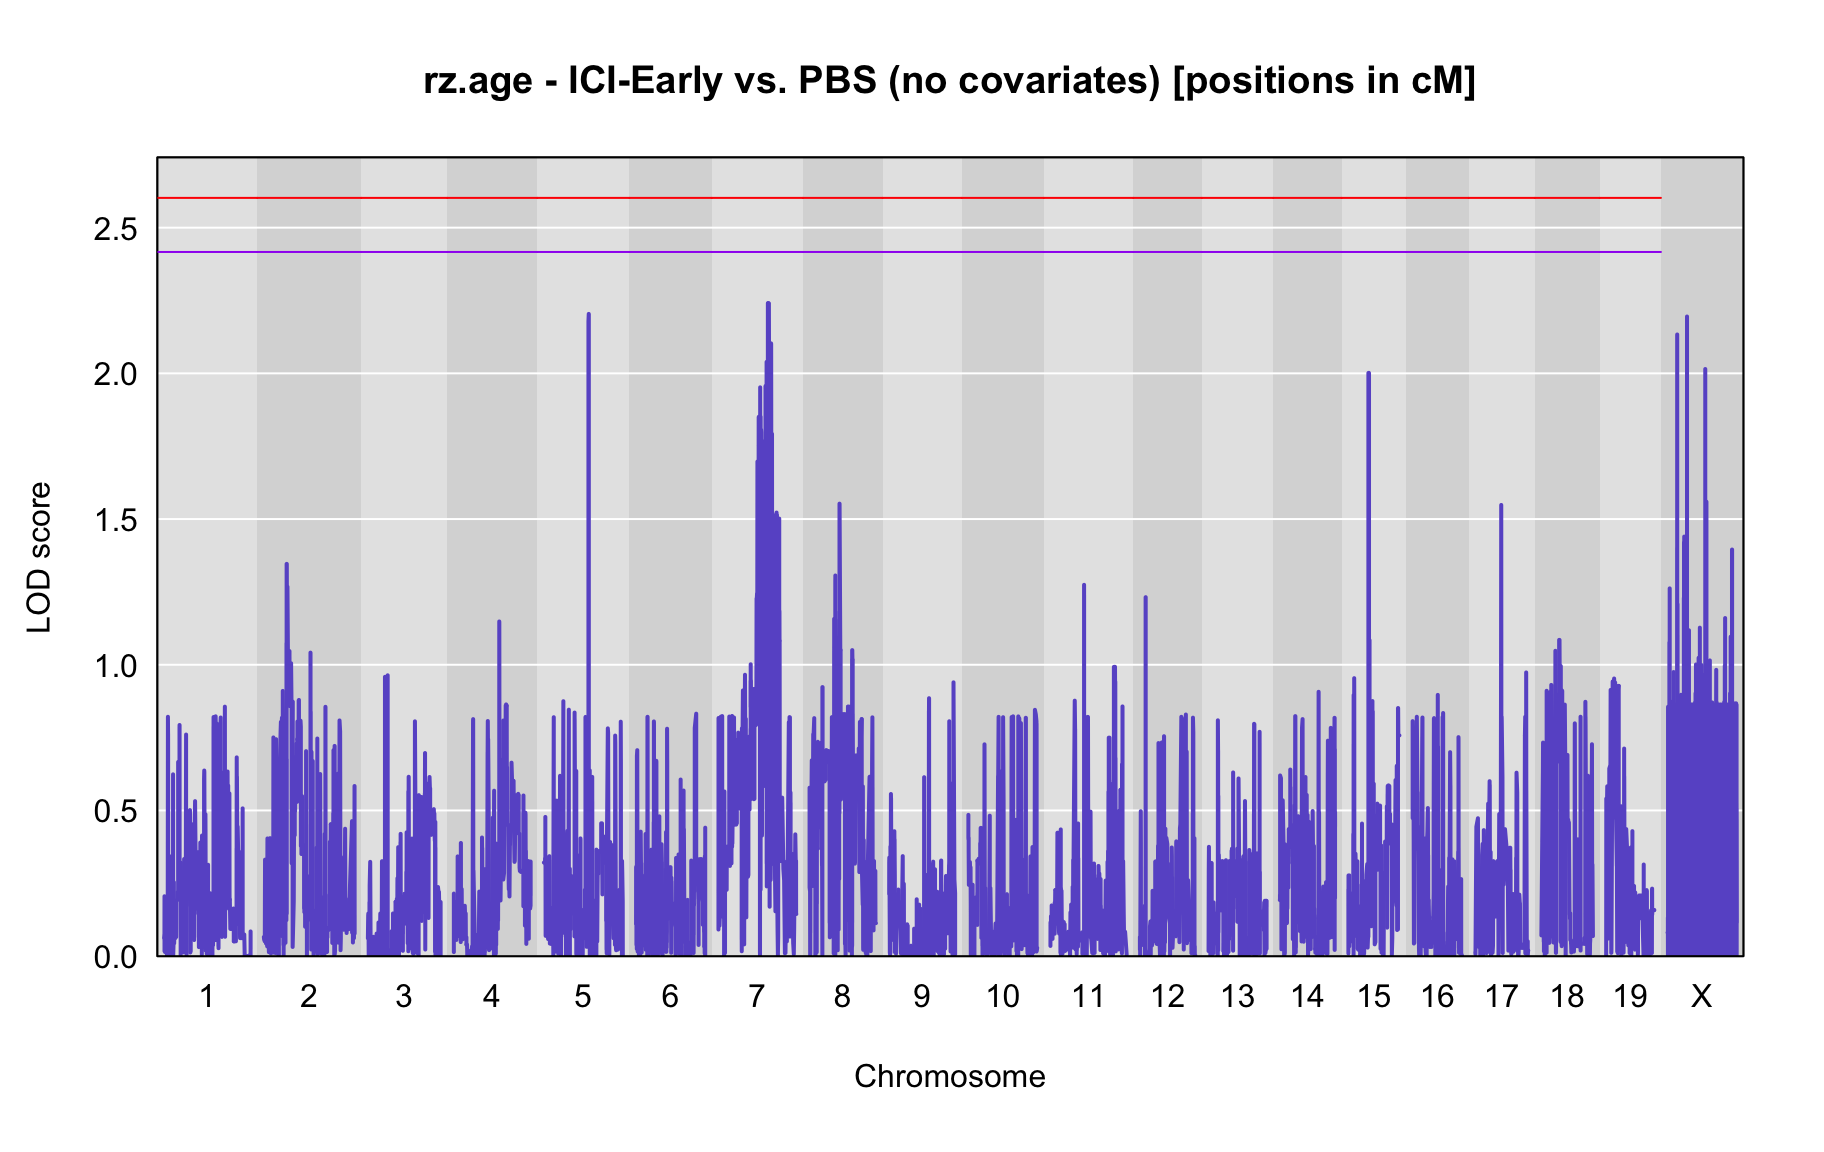 rz.age - ICI-Early vs. PBS (no covariates) [positions in cM]
LOD score
2.5
2.0
1.5
1.0
0.5
0.0
1 2 3 4 5 6 7 8 9 10 11 12 13 14 15 16 17 18 19 X
Chromosome